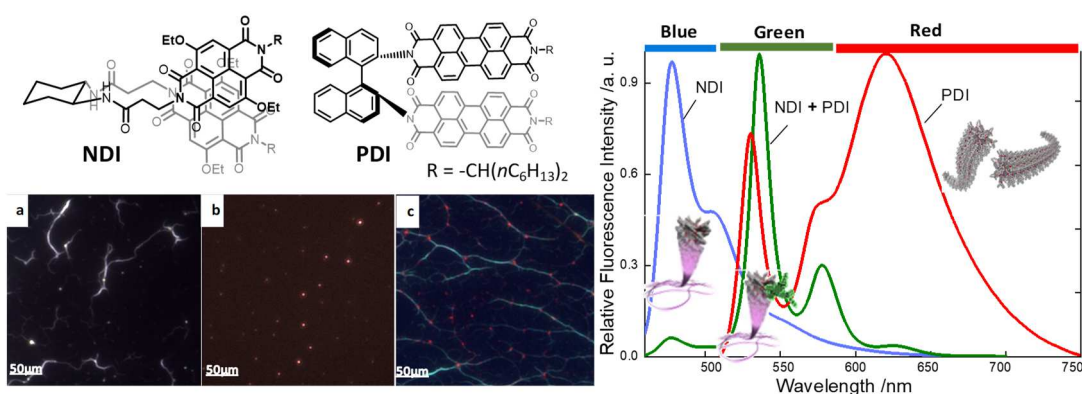 EtO
O
N
R
O
O
N
H
H
N
O
O
N
O
O
OEt
OEt
O
N
R
O
OEt
NDI
O
N
O
O
N-R
O
O
N
O
O
N-R
O
PDI
R = -CH(nC6H13)2
a
50µm
b
50µm
c
50µm
Blue
Green
Red
NDI
NDI + PDI
PDI
Relative Fluorescence Intensity /a. u.
0.9
0.6
0.3
0.0
500
550
600
650
700
750
Wavelength /nm